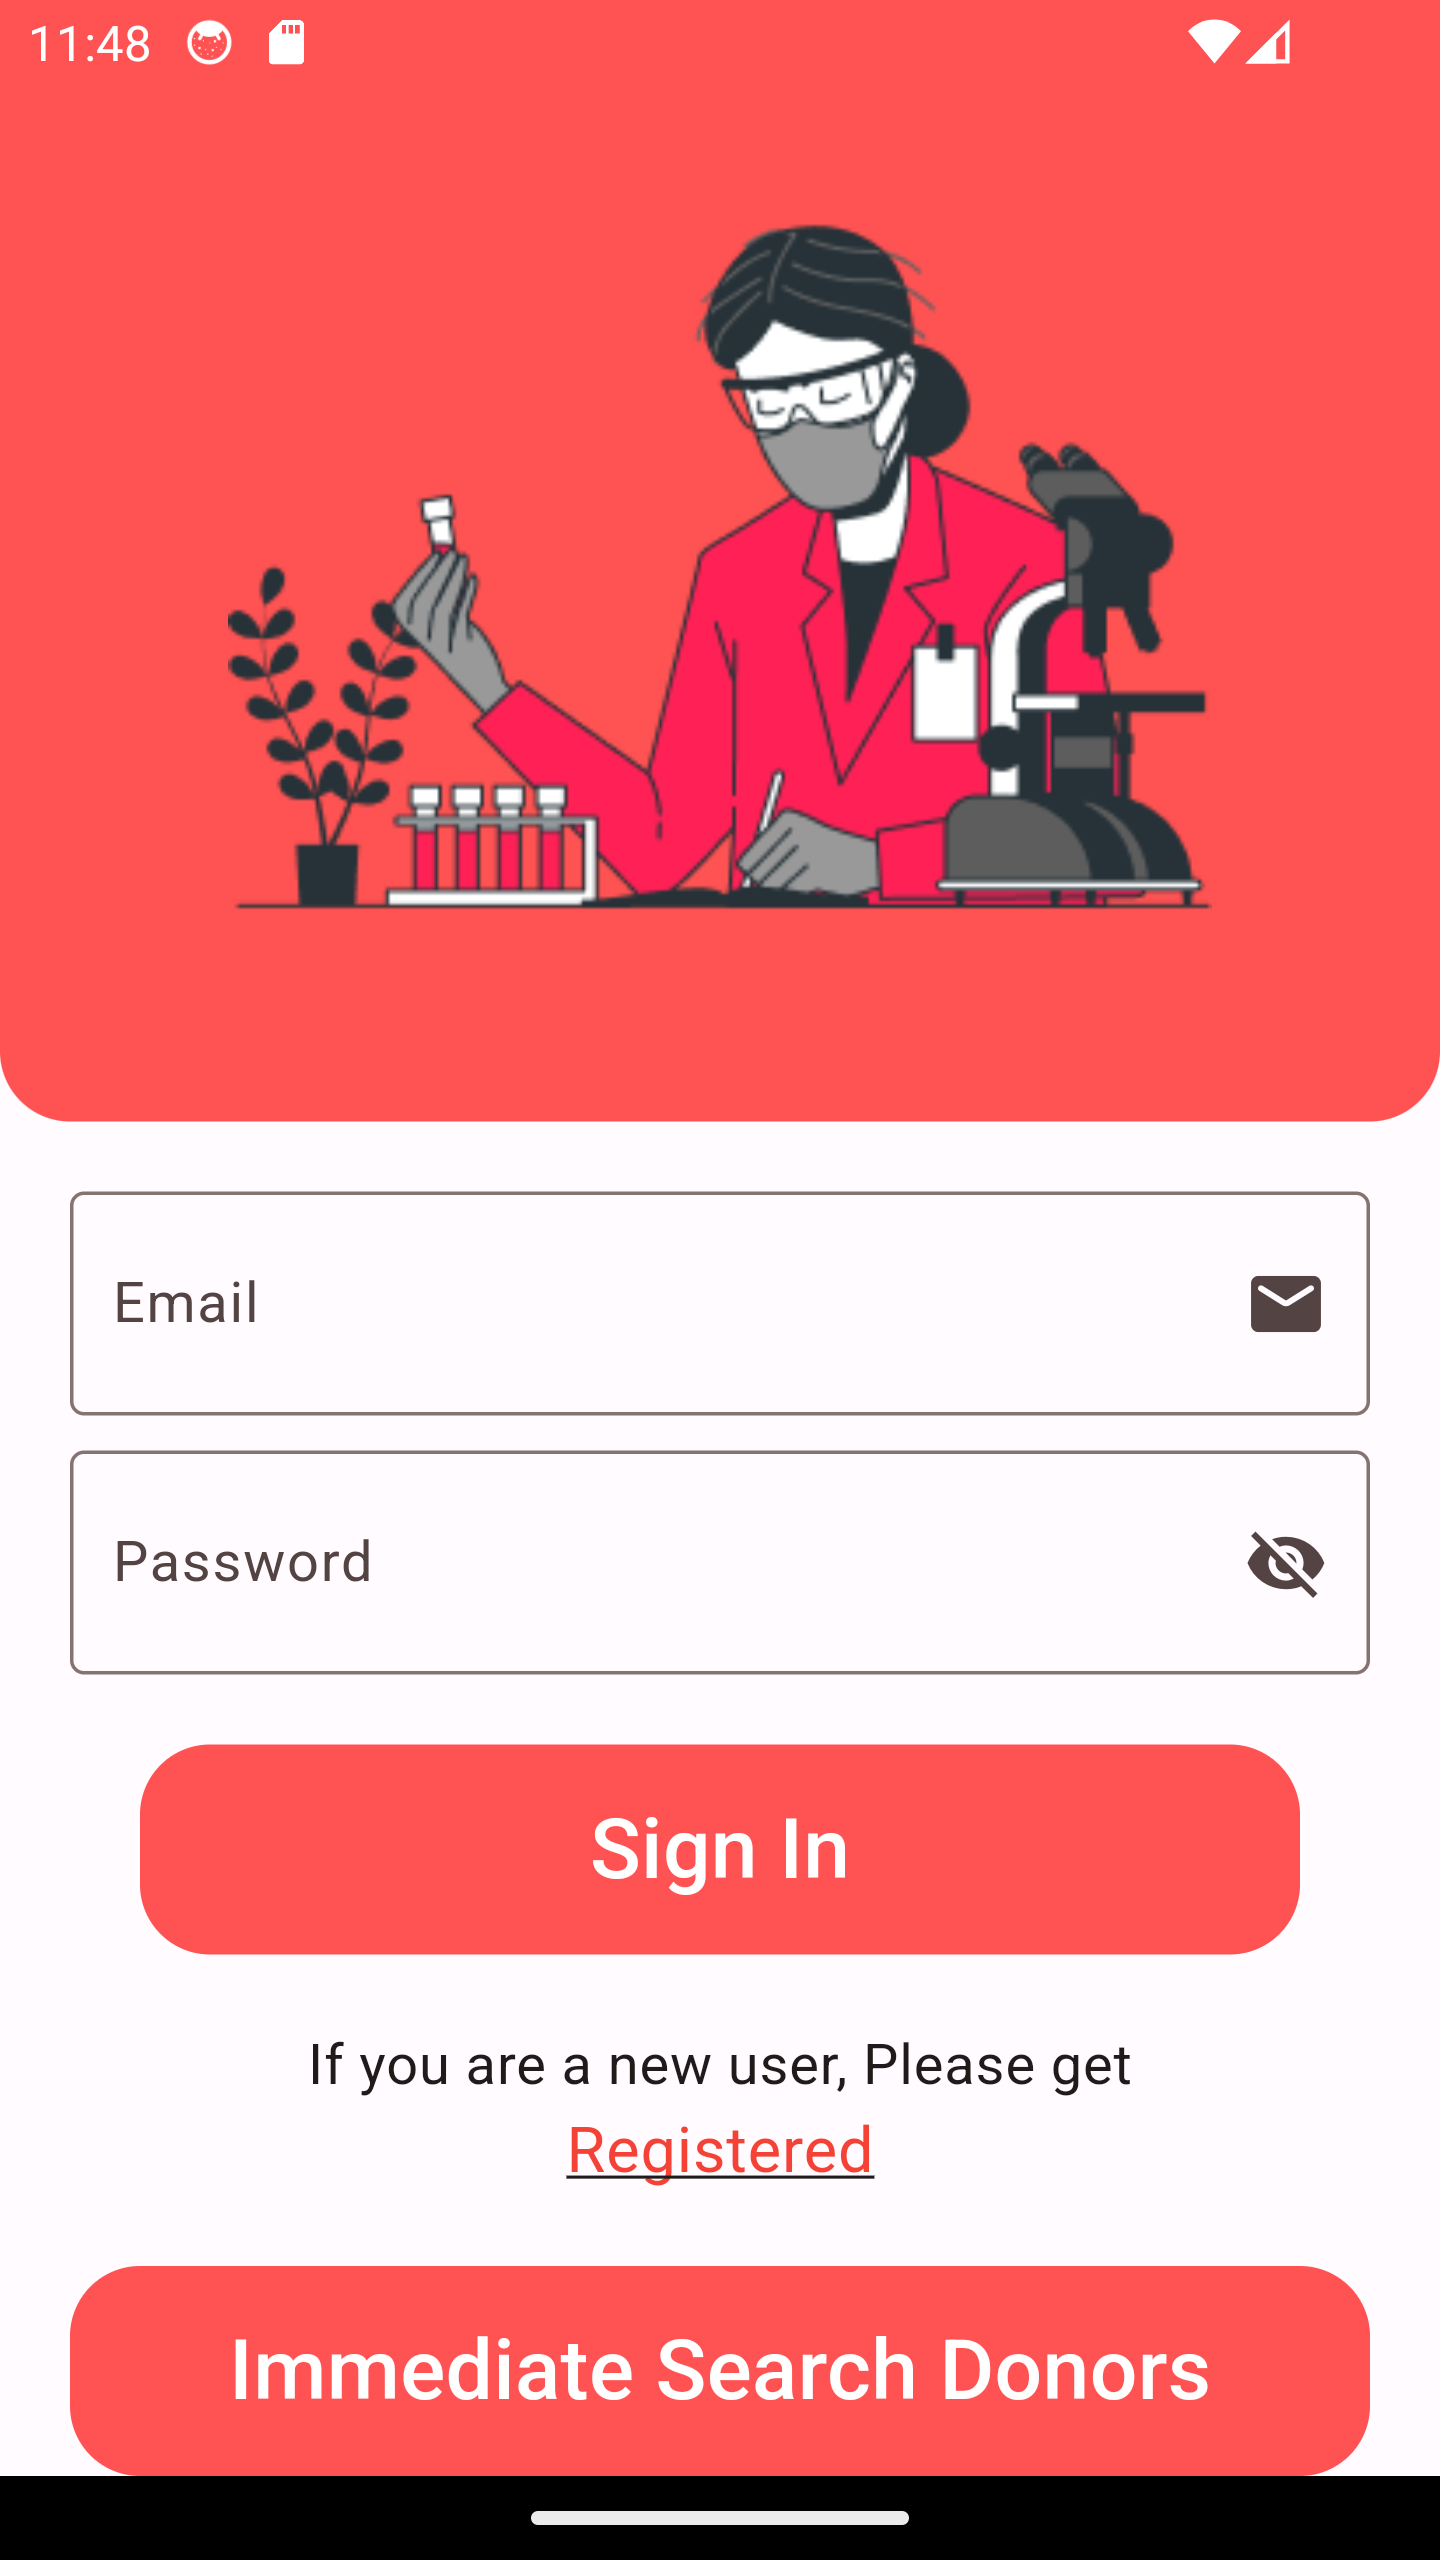 11:48
Email
Password
Sign In
If you are a new user, Please get
Registered
Immediate Search Donors